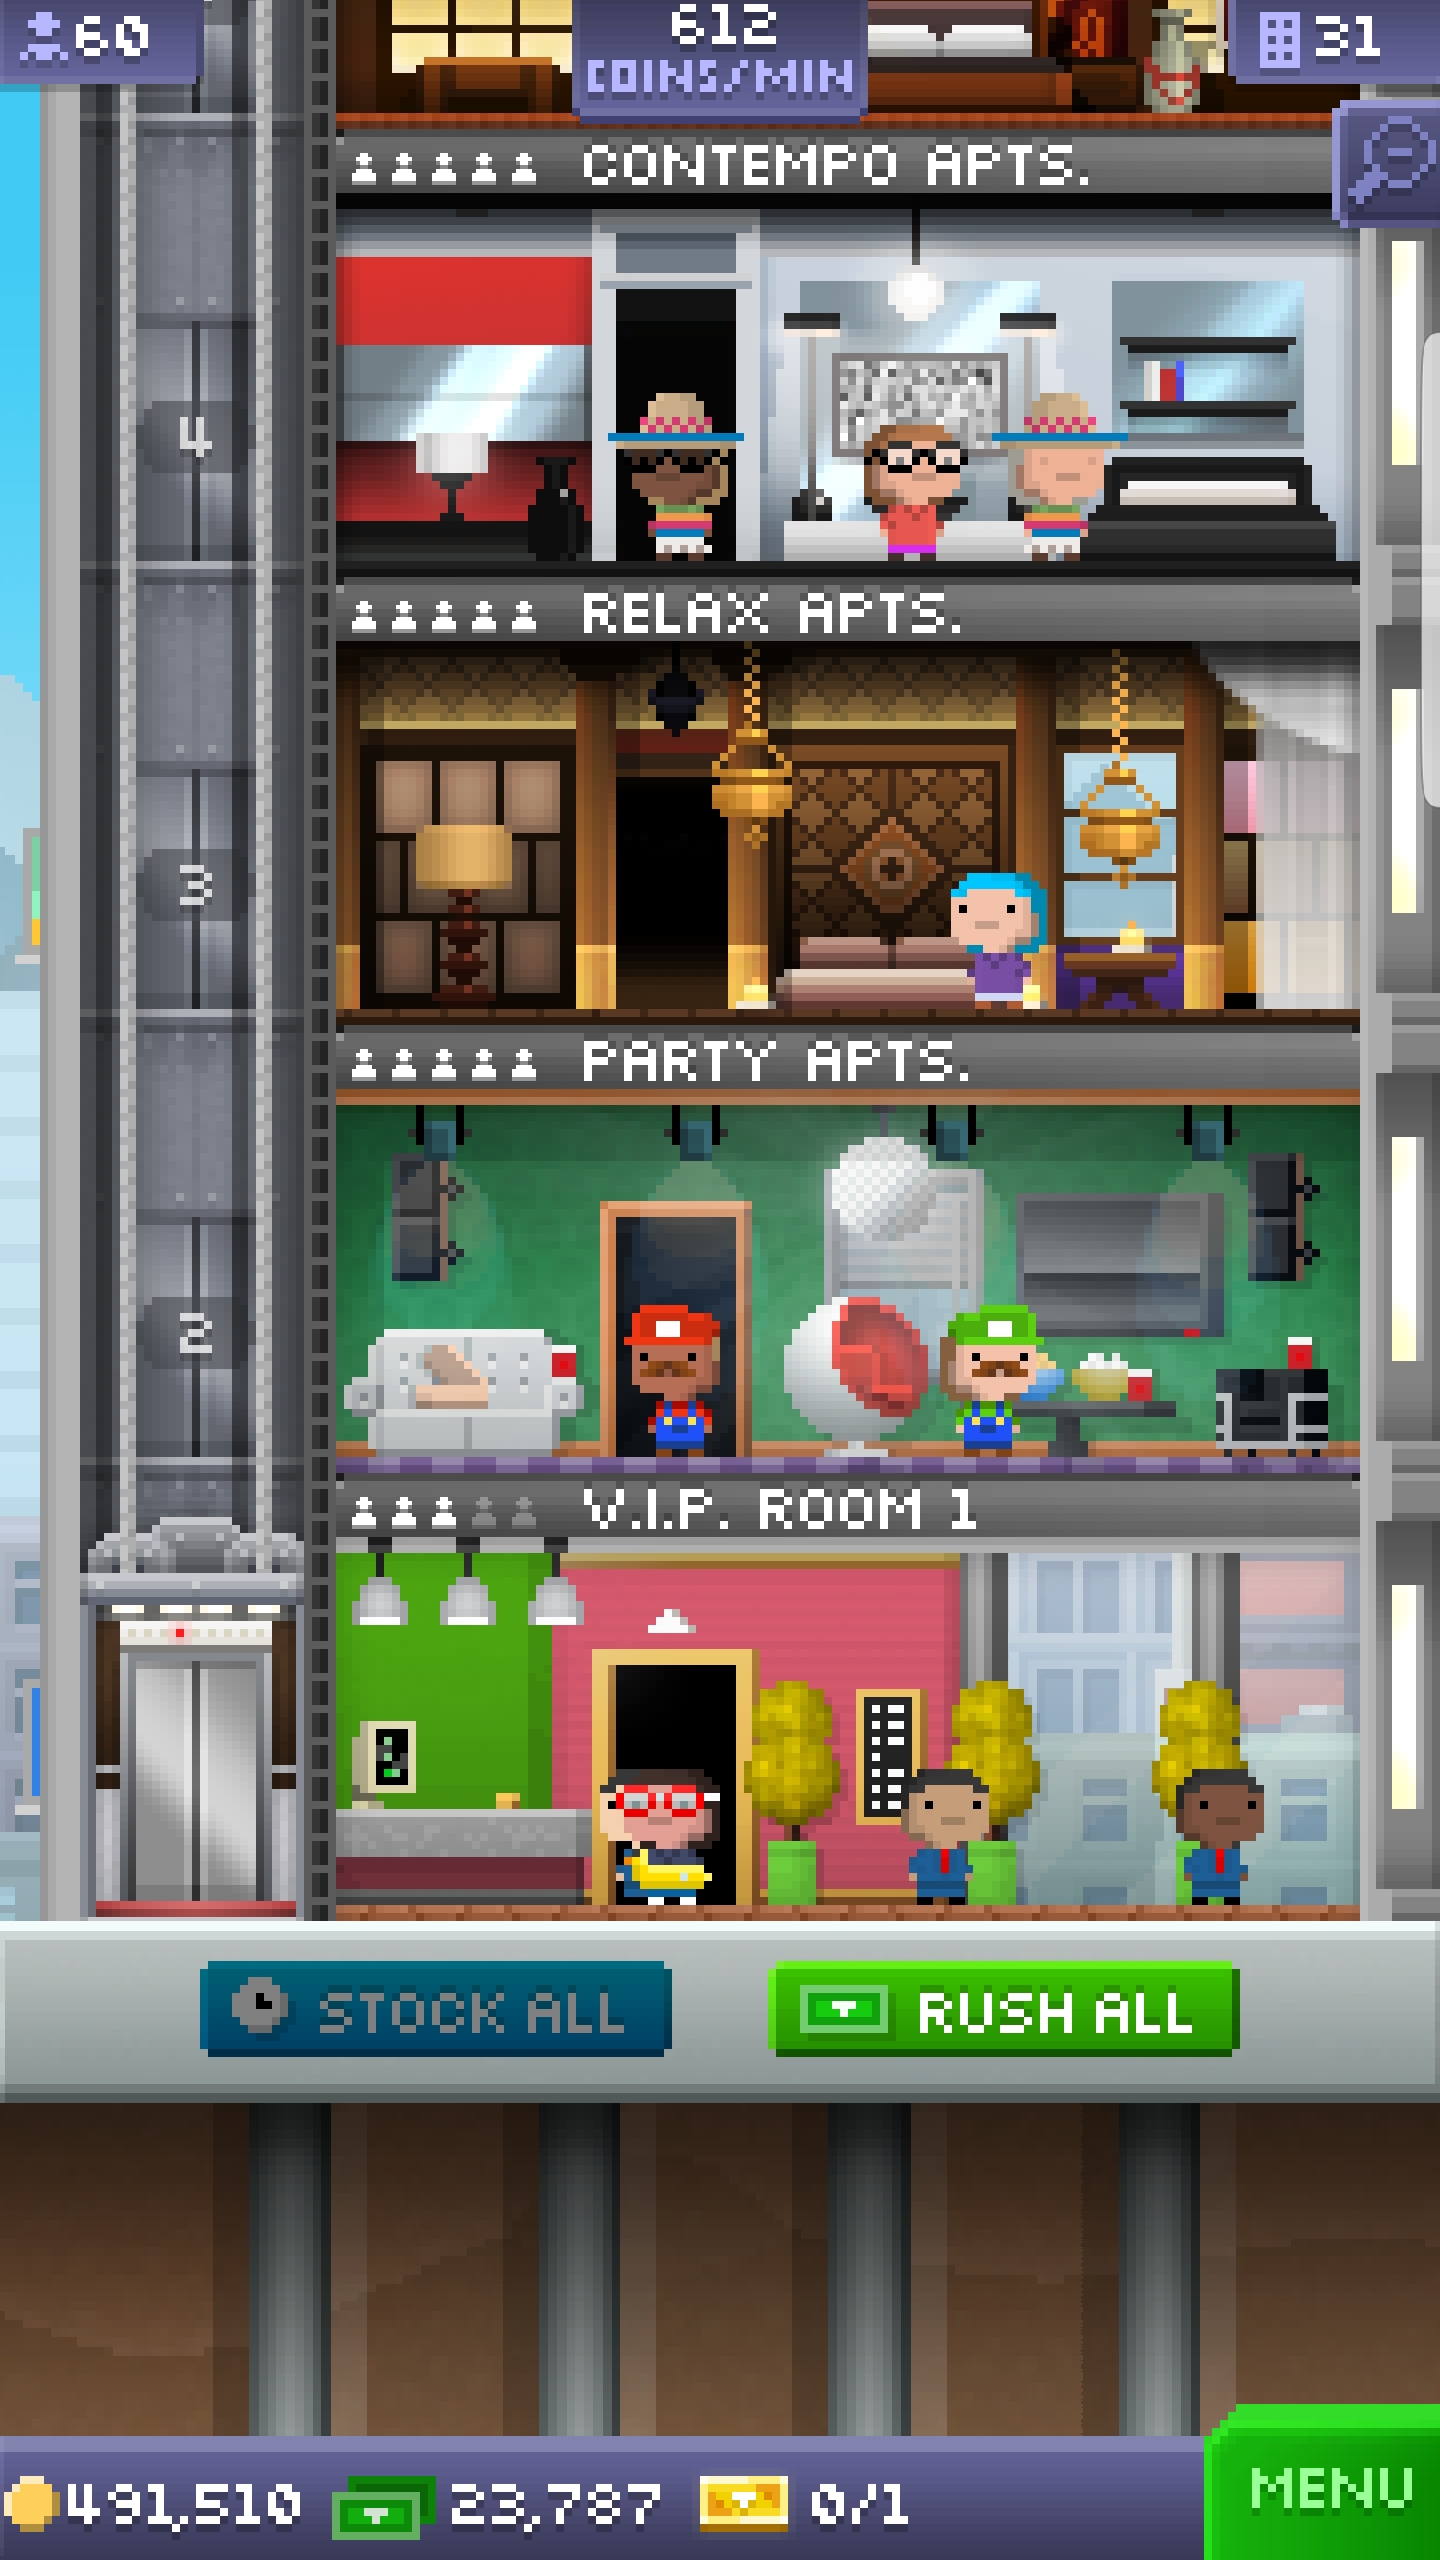 60
612
COINS/MIN
31
CONTEMPO APTS.
4
RELAX APTS.
3
PARTY APTS.
2
V.I.P. ROOM 1
STOCK ALL
RUSH ALL
491,510
23,787
0/1
MENU